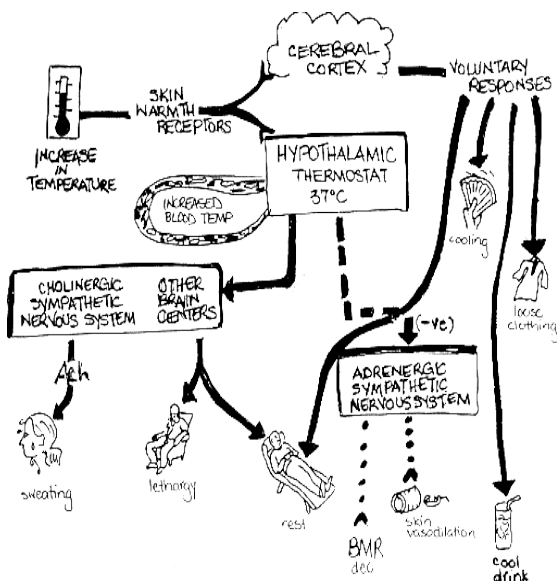 CEREBRAL
CORTEX
VOLUNTARY
RESPONSES
SKIN
WARMTH
RECEPTORS
INCREASE
IN
TEMPERATURE
HYPOTHALAMIC
THERMOSTAT
37°C
INCREASED
BLOOD TEMP
cooling
loose
clothing
CHOLINERGIC
SYMPATHETIC
NERVOUS SYSTEM
OTHER
BRAIN
CENTERS
(-ve)
ADRENERGIC
SYMPATHETIC
NERVOUS SYSTEM
Ach
sweating
lethargy
rest
BMR
dec
skin
vasodilation
cool
drink